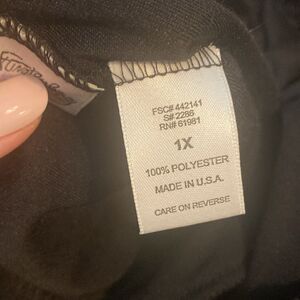 FSC# 442141
S# 2286
RN# 61981
1X
100% POLYESTER
MADE IN U.S.A.
CARE ON REVERSE